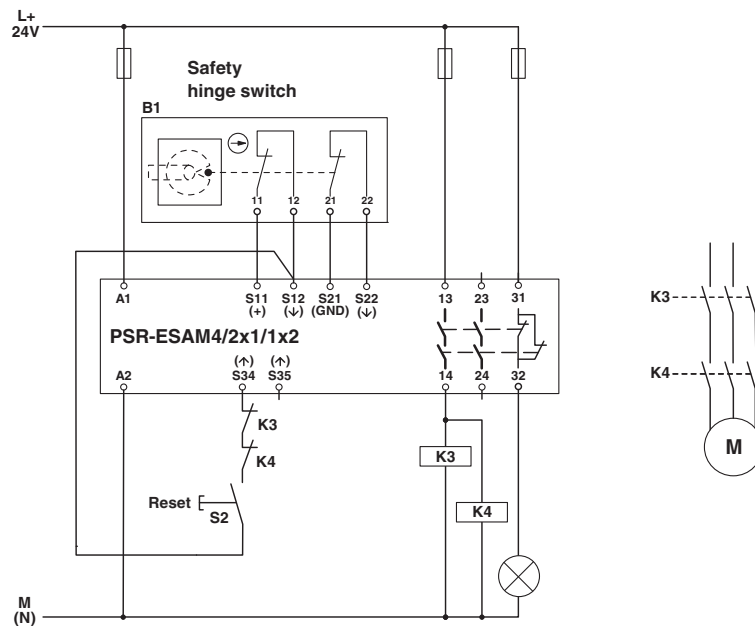 L+
24V
Safety
hinge switch
B1
11 12 21 22
A1 S11 S12 S21 S22 13 23 31
(+) (↓) (GND) (↓)
PSR-ESAM4/2x1/1x2
(↑) (↑)
A2 S34 S35 14 24 32
K3
K4
Reset
S2
K3
K4
M
(N)
K3
K4
M